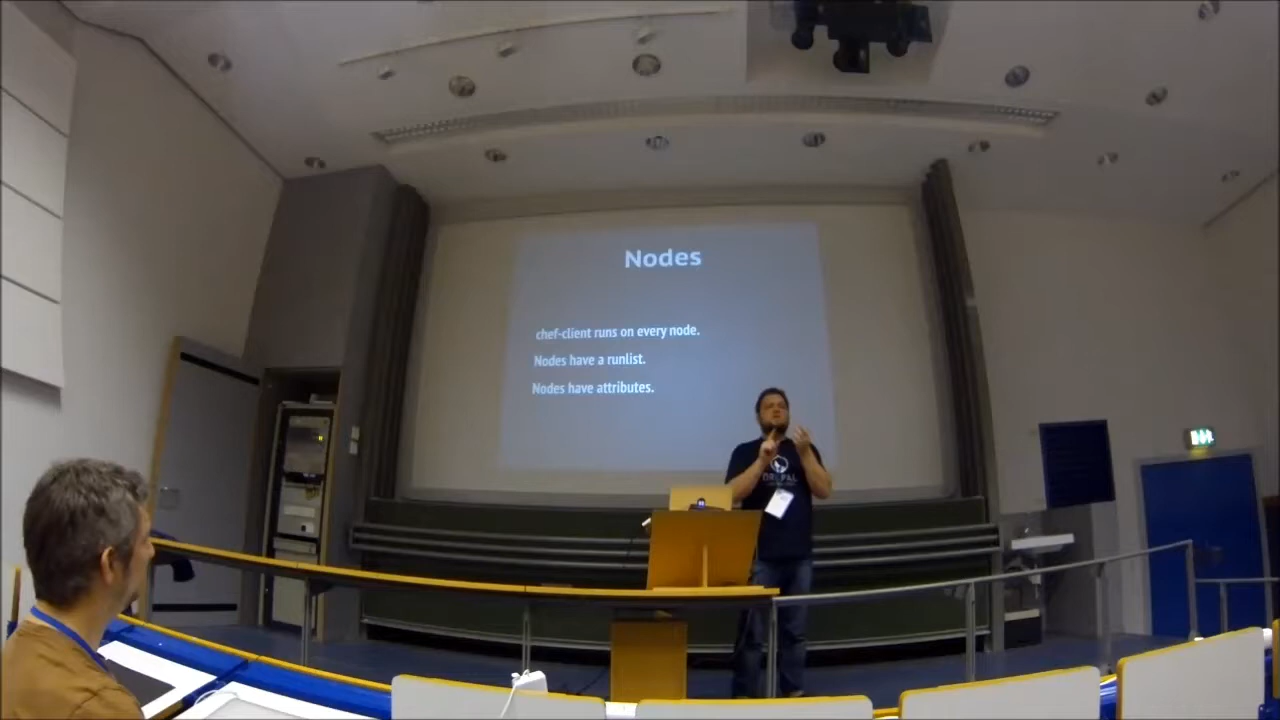 Nodes
chef-client runs on every node.
Nodes have a runlist.
Nodes have attributes.